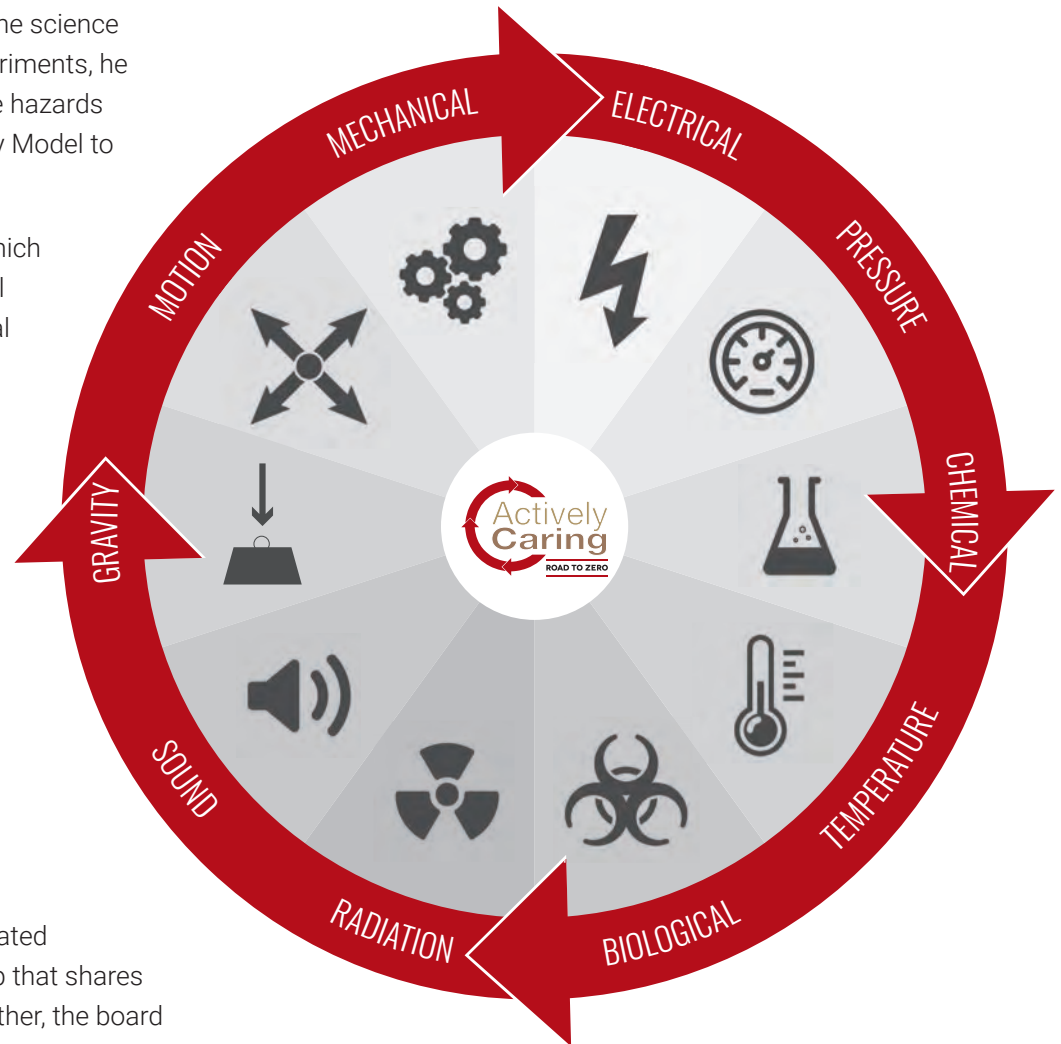 ne science
riments, he
e hazards
y Model to
hich
l
al
ated
o that shares
ther, the board
MECHANICAL
ELECTRICAL
PRESSURE
CHEMICAL
TEMPERATURE
BIOLOGICAL
RADIATION
SOUND
GRAVITY
MOTION
Actively
Caring
ROAD TO ZERO